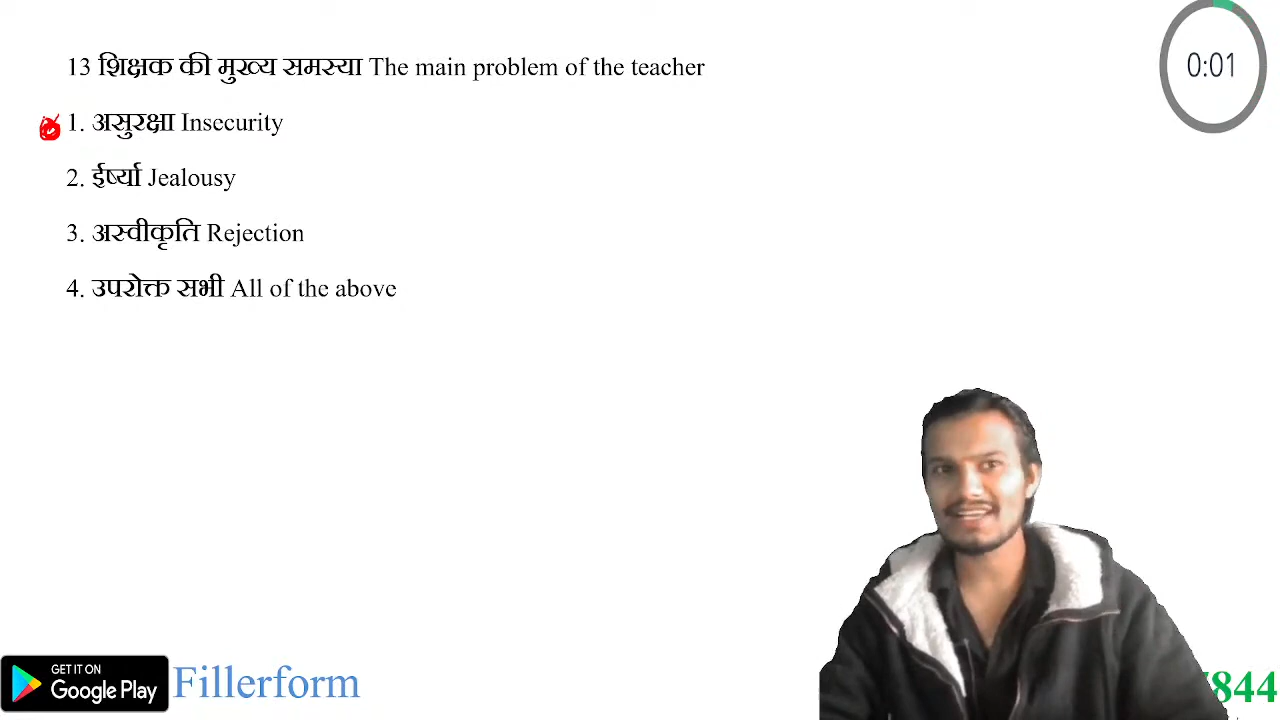 13 शिक्षक की मुख्य समस्या The main problem of the teacher
0:01
1. असुरक्षा Insecurity
2. ईर्ष्या Jealousy
3. अस्वीकृति Rejection
4. उपरोक्त सभी All of the above
GET IT ON
Google Play
Fillerform
844